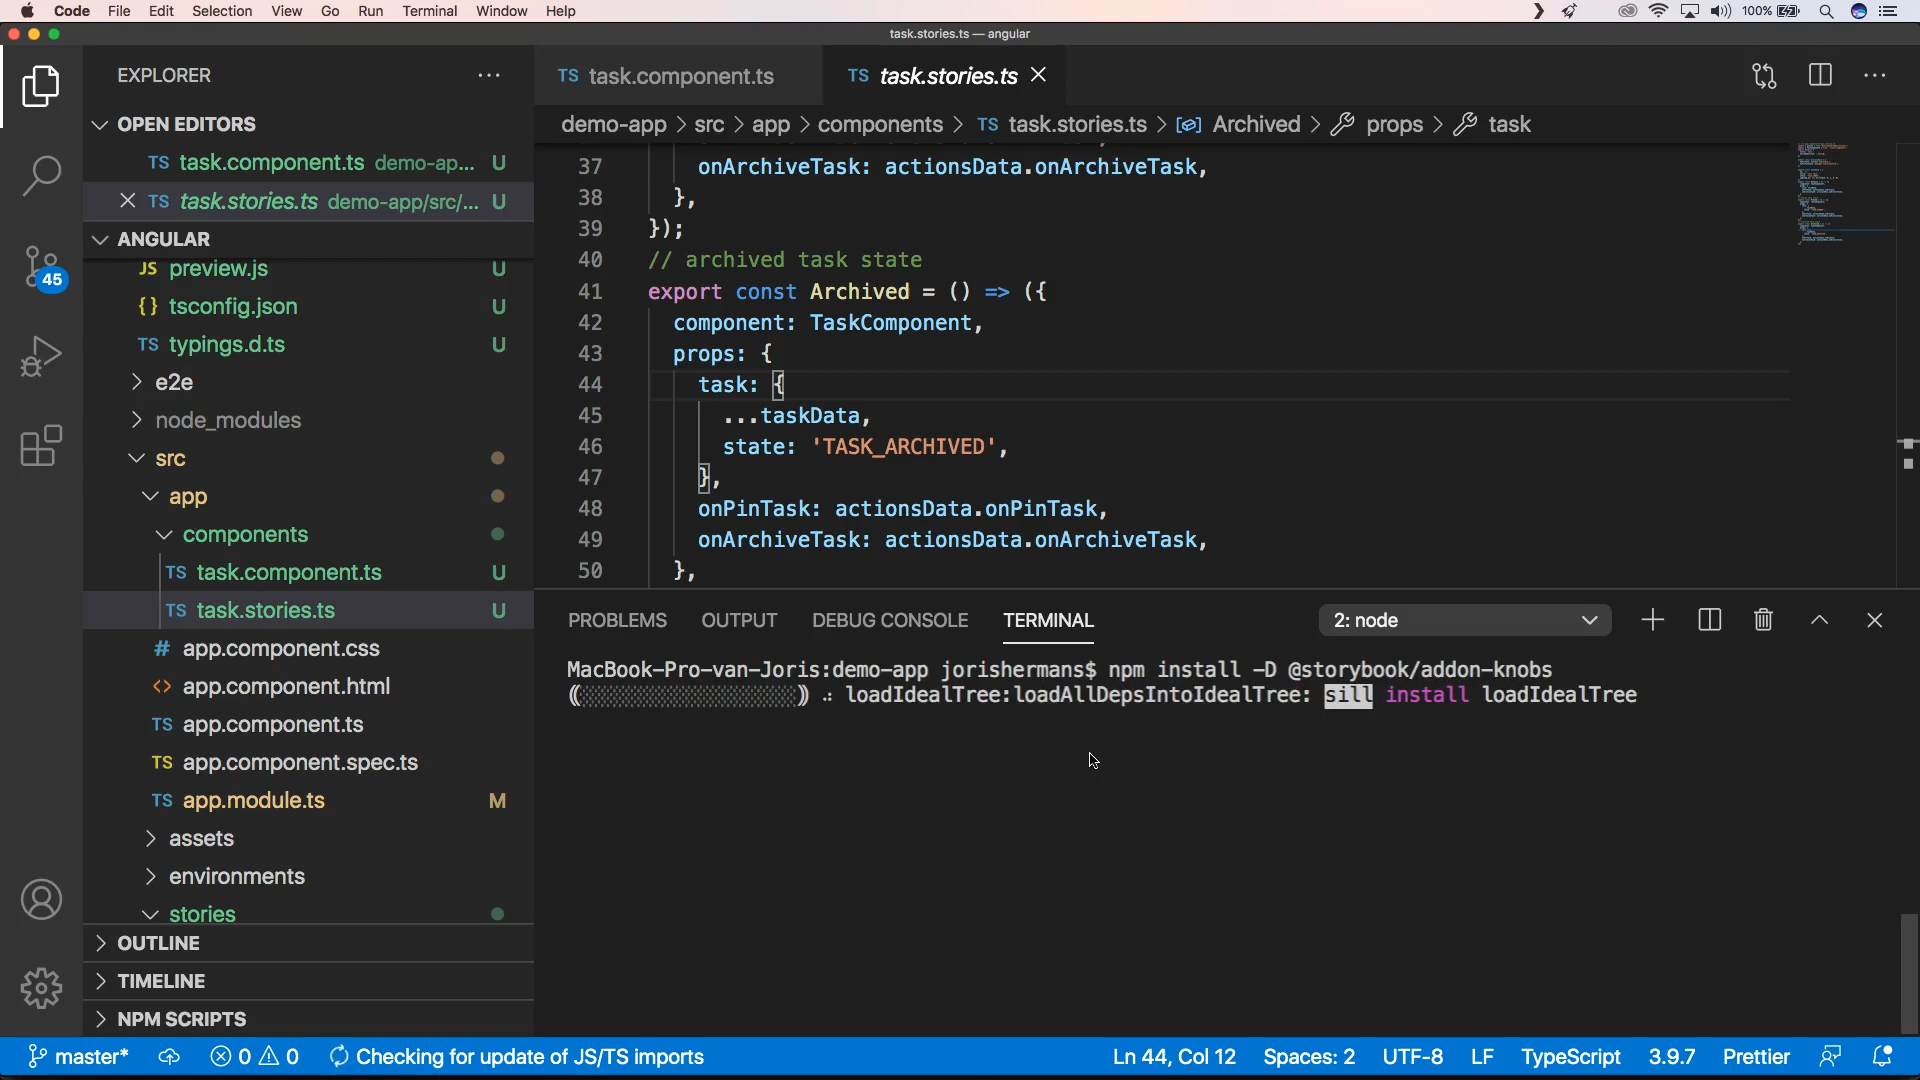 Code File Edit Selection View Go Run Terminal Window Help 100%
task.stories.ts — angular
EXPLORER
OPEN EDITORS
TS task.component.ts demo-ap... U
TS task.stories.ts demo-app/src/... U
ANGULAR
JS preview.js U
{} tsconfig.json U
TS typings.d.ts U
e2e
node_modules
src
app
components
TS task.component.ts U
TS task.stories.ts U
# app.component.css
<> app.component.html
TS app.component.ts
TS app.component.spec.ts
TS app.module.ts M
assets
environments
stories
OUTLINE
TIMELINE
NPM SCRIPTS
45
TS task.component.ts TS task.stories.ts
demo-app > src > app > components > TS task.stories.ts > Archived > props > task
37 onArchiveTask: actionsData.onArchiveTask,
38 },
39 });
40 // archived task state
41 export const Archived = () => ({
42 component: TaskComponent,
43 props: {
44 task: {
45 ...taskData,
46 state: 'TASK_ARCHIVED',
47 },
48 onPinTask: actionsData.onPinTask,
49 onArchiveTask: actionsData.onArchiveTask,
50 },
PROBLEMS OUTPUT DEBUG CONSOLE TERMINAL 2: node
MacBook-Pro-van-Joris:demo-app jorishermans$ npm install -D @storybook/addon-knobs
loadIdealTree:loadAllDepsIntoIdealTree: sill install loadIdealTree
master* 0 0 Checking for update of JS/TS imports Ln 44, Col 12 Spaces: 2 UTF-8 LF TypeScript 3.9.7 Prettier